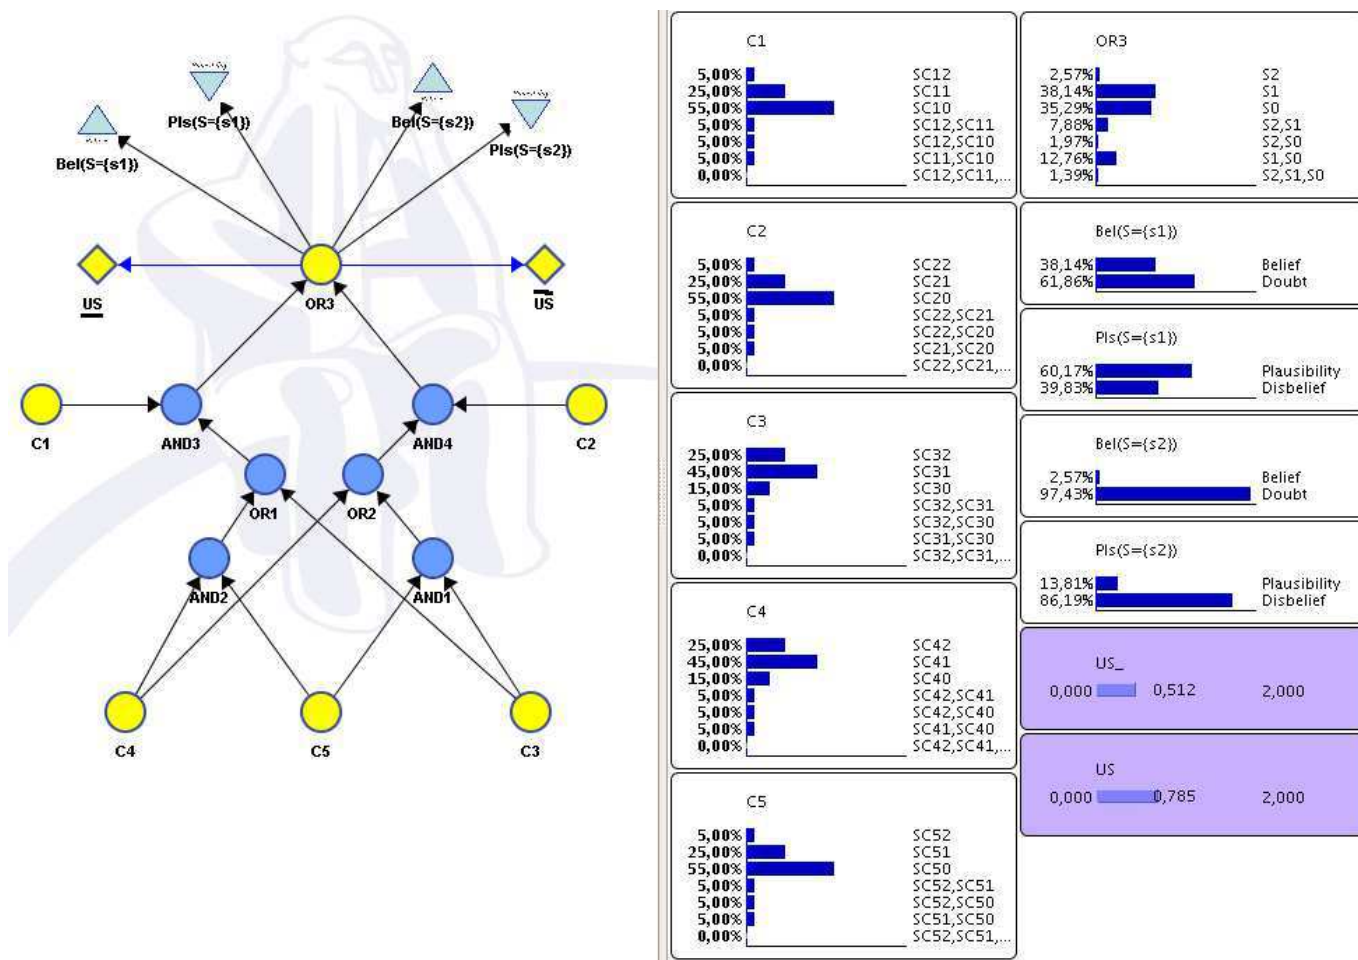 Bel(S={s1})
Pls(S={s1})
Bel(S={s2})
Pls(S={s2})
US
OR3
US
C1
AND3
AND4
C2
OR1
OR2
AND2
AND1
C4
C5
C3
C1
5,00% SC12
25,00% SC11
55,00% SC10
5,00% SC12,SC11
5,00% SC12,SC10
5,00% SC11,SC10
0,00% SC12,SC11,...
C2
5,00% SC22
25,00% SC21
55,00% SC20
5,00% SC22,SC21
5,00% SC22,SC20
5,00% SC21,SC20
0,00% SC22,SC21,...
C3
25,00% SC32
45,00% SC31
15,00% SC30
5,00% SC32,SC31
5,00% SC32,SC30
5,00% SC31,SC30
0,00% SC32,SC31,...
C4
25,00% SC42
45,00% SC41
15,00% SC40
5,00% SC42,SC41
5,00% SC42,SC40
5,00% SC41,SC40
0,00% SC42,SC41,...
C5
5,00% SC52
25,00% SC51
55,00% SC50
5,00% SC52,SC51
5,00% SC52,SC50
5,00% SC51,SC50
0,00% SC52,SC51,...
OR3
2,57% S2
38,14% S1
35,29% S0
7,88% S2,S1
1,97% S2,S0
12,76% S1,S0
1,39% S2,S1,S0
Bel(S={s1})
38,14% Belief
61,86% Doubt
Pls(S={s1})
60,17% Plausibility
39,83% Disbelief
Bel(S={s2})
2,57% Belief
97,43% Doubt
Pls(S={s2})
13,81% Plausibility
86,19% Disbelief
US_
0,000 0,512 2,000
US
0,000 0,785 2,000